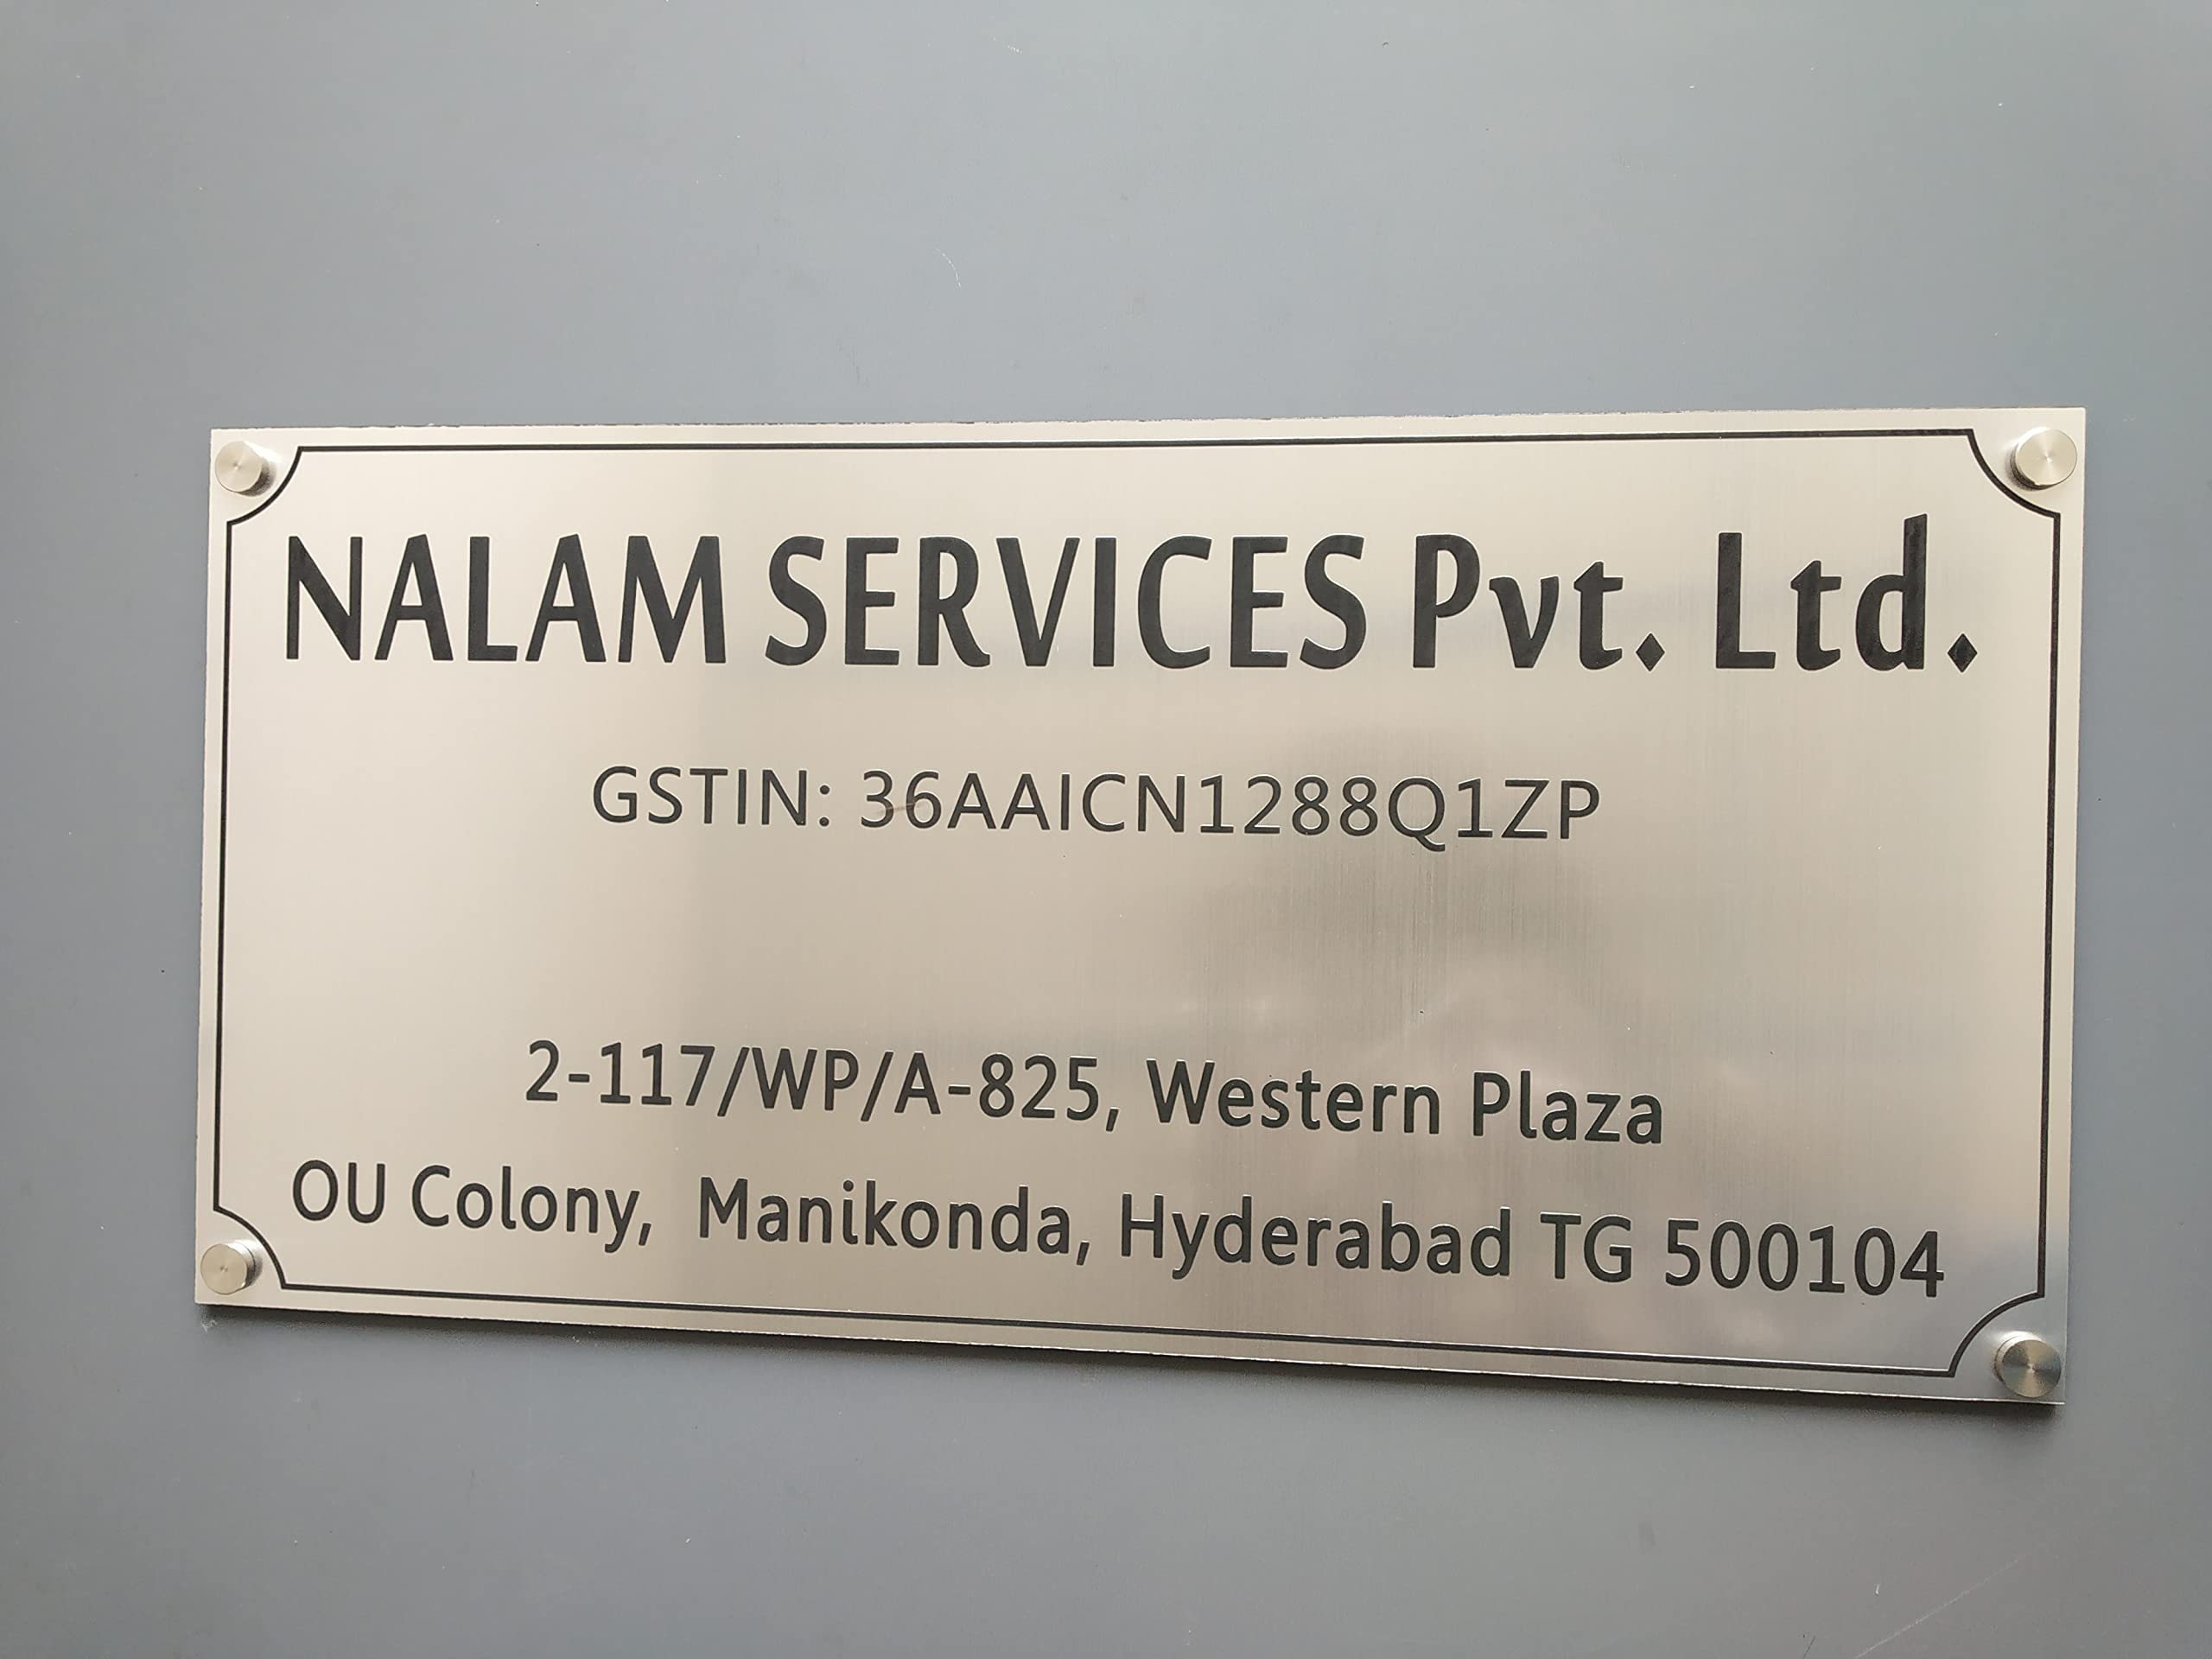 NALAM SERVICES Pvt. Ltd.
GSTIN: 36AAICN1288Q1ZP
2-117/WP/A-825, Western Plaza
OU Colony, Manikonda, Hyderabad TG 500104